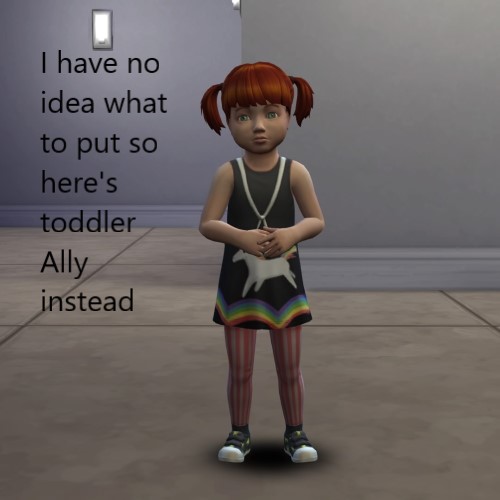 I have no
idea what
to put so
here's
toddler
Ally
instead